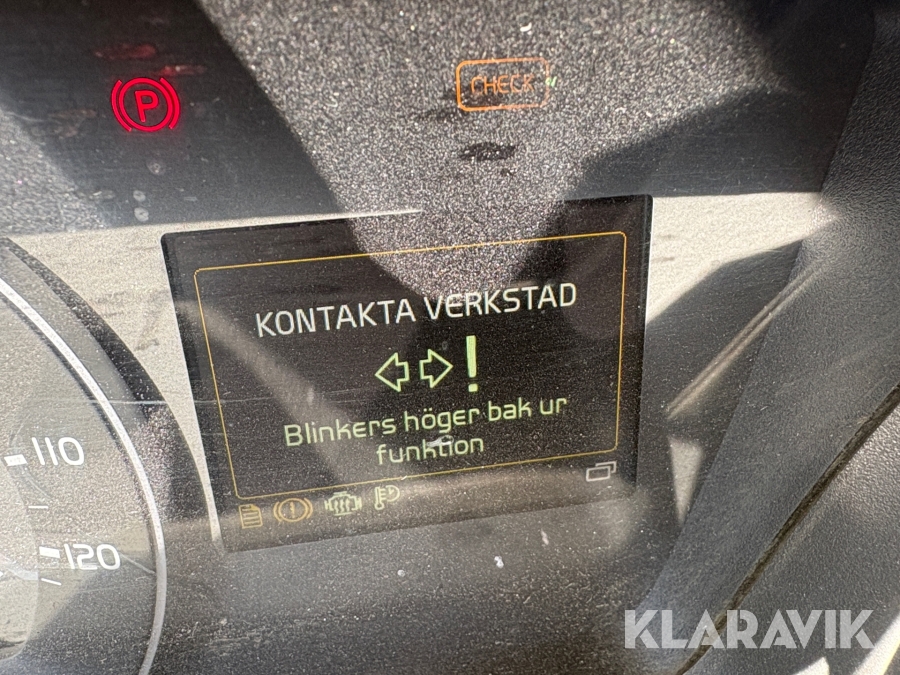 P
CHECK
KONTAKTA VERKSTAD
!
Blinkers höger bak ur
funktion
110
120
KLARAVIK